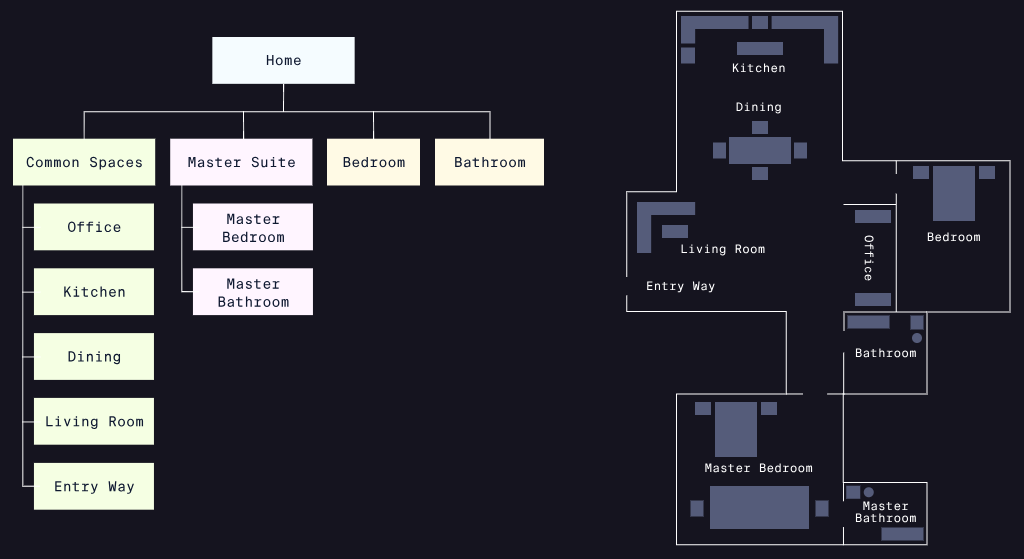 Home
Common Spaces
Master Suite
Bedroom
Bathroom
Office
Kitchen
Dining
Living Room
Entry Way
Master
Bedroom
Master
Bathroom
Kitchen
Dining
Living Room
Entry Way
Office
Bedroom
Bathroom
Master Bedroom
Master
Bathroom